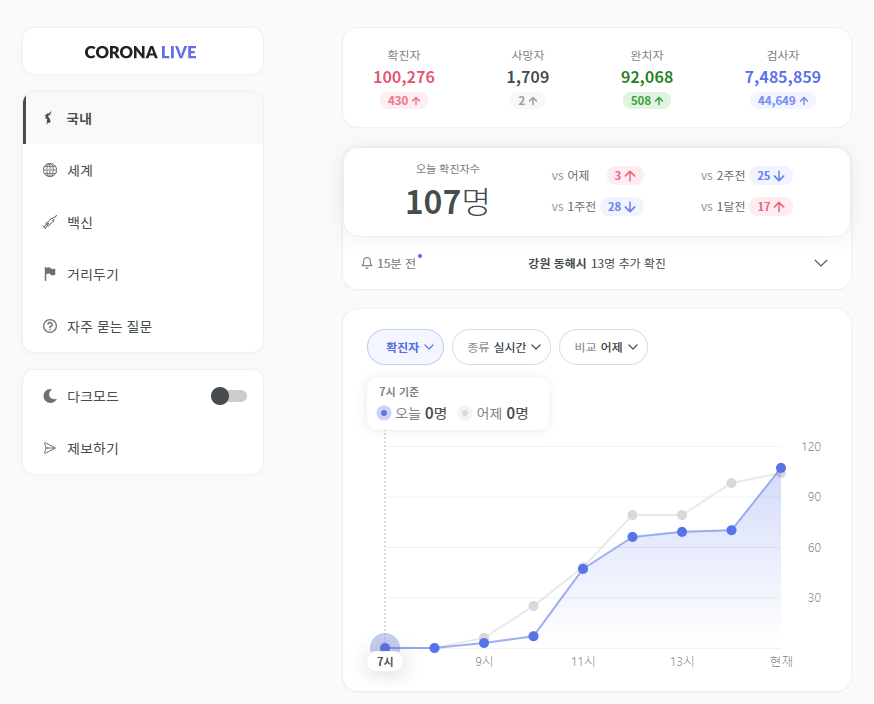 CORONA LIVE
국내
세계
백신
거리두기
자주 묻는 질문
다크모드
제보하기
확진자 사망자 완치자 검사자
100,276 1,709 92,068 7,485,859
430 ↑ 2 ↑ 508 ↑ 44,649 ↑
오늘 확진자수
107명
vs 어제 3 ↑ vs 2주전 25 ↓
vs 1주전 28 ↓ vs 1달전 17 ↑
15분 전 강원 동해시 13명 추가 확진
확진자 종류 실시간 비교 어제
7시 기준
오늘 0명 어제 0명
120
90
60
30
7시 9시 11시 13시 현재